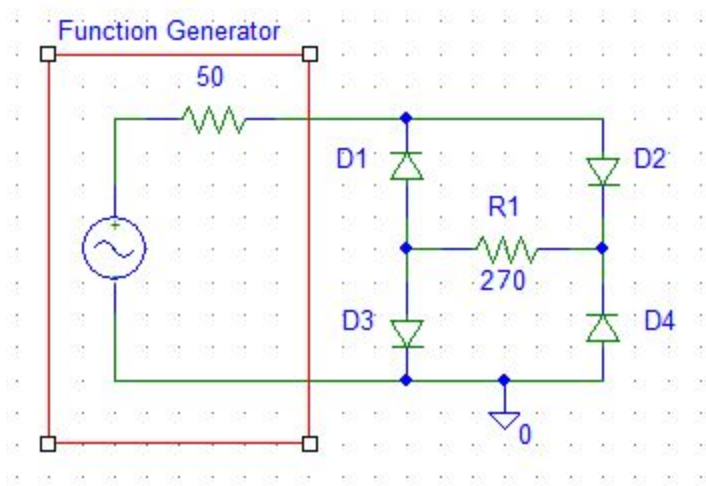 Function Generator
50
D1
D2
R1
270
D3
D4
+
-
0